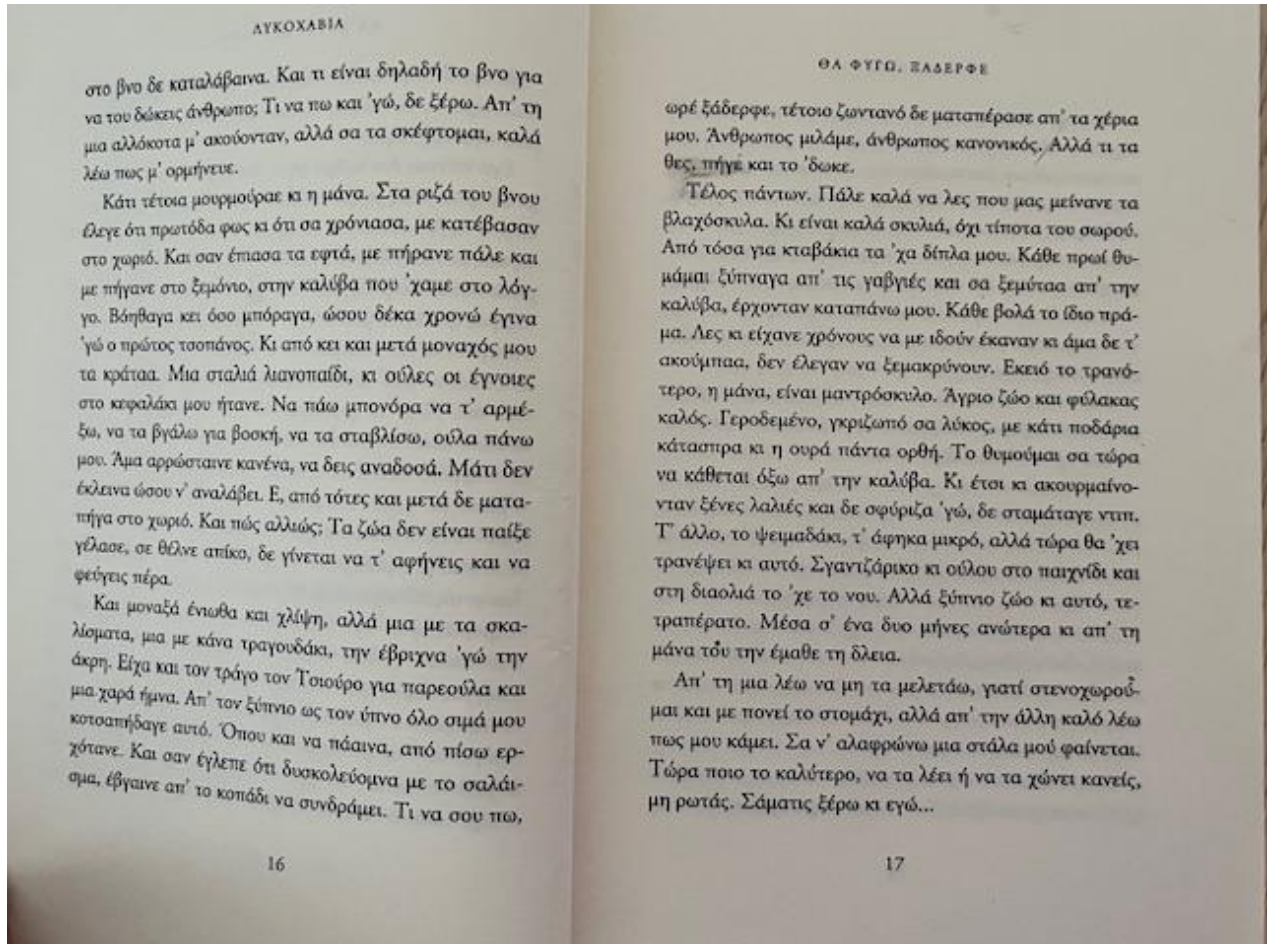 ΛΥΚΟΧΑΒΙΑ
στο βνο δε καταλάβαινα. Και τι είναι δηλαδή το βνο για
να του δώκεις άνθρωπο; Τι να πω και 'γώ, δε ξέρω. Απ' τη
μια αλλόκοτα μ' ακούονταν, αλλά σα τα σκέφτομαι, καλά
λέω πως μ' ορμήνευε.
Κάτι τέτοια μουρμούραε κι η μάνα. Στα ριζά του βνου
έλεγε ότι πρωτόδα φως κι ότι σα χρόνιασα, με κατέβασαν
στο χωριό. Και σαν έπιασα τα εφτά, με πήρανε πάλε και
με πήγανε στο ξεμόνιο, στην καλύβα που 'χαμε στο λόγ-
γο. Βόηθαγα κει όσο μπόραγα, ώσου δέκα χρονώ έγινα
'γώ ο πρώτος τσοπάνος. Κι από κει και μετά μοναχός μου
τα κράταα. Μια σταλιά λιανοπαίδι, κι ούλες οι έγνοιες
στο κεφαλάκι μου ήτανε. Να πάω μπονόρα να τ' αρμέ-
ξω, να τα βγάλω για βοσκή, να τα σταβλίσω, ούλα πάνω
μου. Άμα αρρώσταινε κανένα, να δεις αναδοσά. Μάτι δεν
έκλεινα ώσου ν' αναλάβει. Ε, από τότες και μετά δε ματα-
πήγα στο χωριό. Και πώς αλλιώς; Τα ζώα δεν είναι παίξε
γέλασε, σε θέλνε απίκο, δε γίνεται να τ' αφήνεις και να
φεύγεις πέρα.
Και μοναξά ένιωθα και χλίψη, αλλά μια με τα σκα-
λίσματα, μια με κάνα τραγουδάκι, την έβριχνα 'γώ την
άκρη. Είχα και τον τράγο τον Τσιούρο για παρεούλα και
μια χαρά ήμνα. Απ' τον ξύπνιο ως τον ύπνο όλο σιμά μου
κοτσαπήδαγε αυτό. Όπου και να πάαινα, από πίσω ερ-
χότανε. Και σαν έγλεπε ότι δυσκολεύομνα με το σαλάι-
σμα, έβγαινε απ' το κοπάδι να συνδράμει. Τι να σου πω,
16
ΘΑ ΦΥΓΩ, ΞΑΔΕΡΦΕ
ωρέ ξάδερφε, τέτοιο ζωντανό δε ματαπέρασε απ' τα χέρια
μου. Άνθρωπος μιλάμε, άνθρωπος κανονικός. Αλλά τι τα
θες, πήγε και το 'δωκε.
Τέλος πάντων. Πάλε καλά να λες που μας μείνανε τα
βλαχόσκυλα. Κι είναι καλά σκυλιά, όχι τίποτα του σωρού.
Από τόσα για κταβάκια τα 'χα δίπλα μου. Κάθε πρωί θυ-
μάμαι ξύπναγα απ' τις γαβγιές και σα ξεμύταα απ' την
καλύβα, έρχονταν καταπάνω μου. Κάθε βολά το ίδιο πρά-
μα. Λες κι είχανε χρόνους να με ιδούν έκαναν κι άμα δε τ'
ακούμπαα, δεν έλεγαν να ξεμακρύνουν. Εκειό το τρανό-
τερο, η μάνα, είναι μαντρόσκυλο. Άγριο ζώο και φύλακας
καλός. Γεροδεμένο, γκριζωπό σα λύκος, με κάτι ποδάρια
κάτασπρα κι η ουρά πάντα ορθή. Το θυμούμαι σα τώρα
να κάθεται όξω απ' την καλύβα. Κι έτσι κι ακουρμαίνο-
νταν ξένες λαλιές και δε σφύριζα 'γώ, δε σταμάταγε ντιπ.
Τ' άλλο, το ψειμαδάκι, τ' άφηκα μικρό, αλλά τώρα θα 'χει
τρανέψει κι αυτό. Σγαντζάρικο κι ούλου στο παιχνίδι και
στη διαολιά το 'χε το νου. Αλλά ξύπνιο ζώο κι αυτό, τε-
τραπέρατο. Μέσα σ' ένα δυο μήνες ανώτερα κι απ' τη
μάνα του την έμαθε τη δλεια.
Απ' τη μια λέω να μη τα μελετάω, γιατί στενοχωρού-
μαι και με πονεί το στομάχι, αλλά απ' την άλλη καλό λέω
πως μου κάμει. Σα ν' αλαφρώνω μια στάλα μού φαίνεται.
Τώρα ποιο το καλύτερο, να τα λέει ή να τα χώνει κανείς,
μη ρωτάς. Σάματις ξέρω κι εγώ...
17